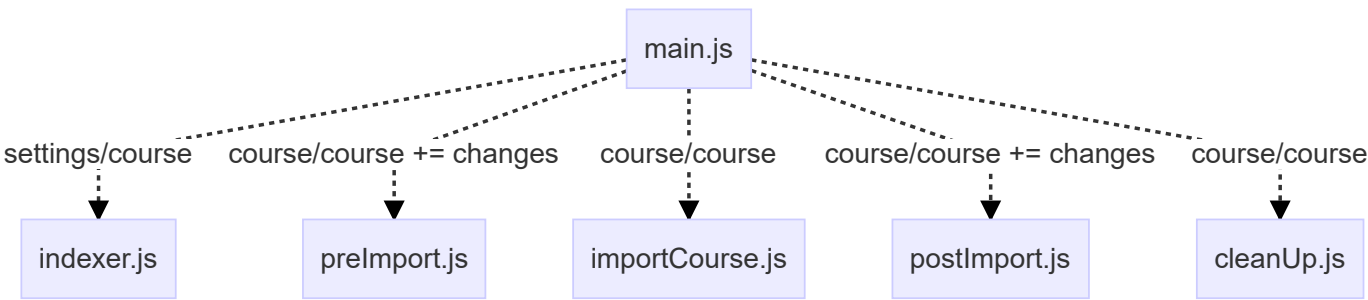 main.js
settings/course
course/course += changes
course/course
course/course += changes
course/course
indexer.js
preImport.js
importCourse.js
postImport.js
cleanUp.js